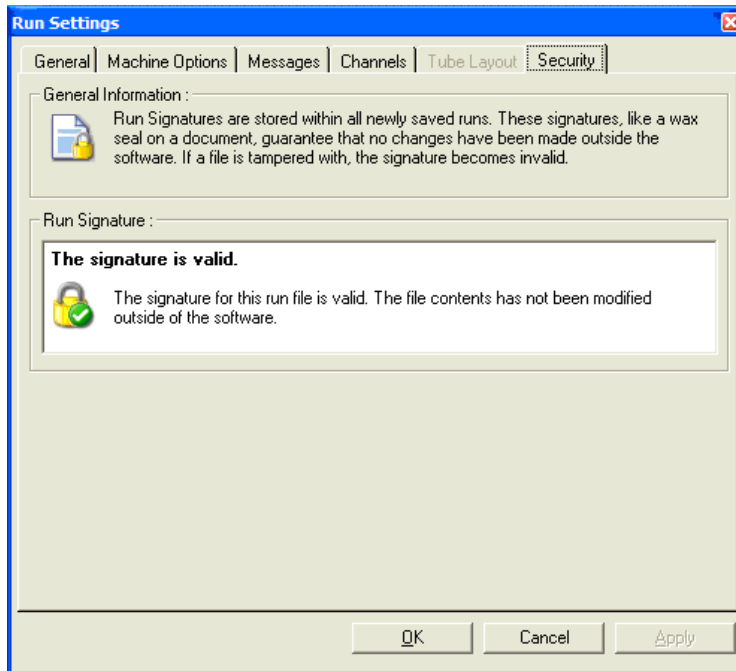 Run Settings
General Machine Options Messages Channels Tube Layout Security
General Information :
Run Signatures are stored within all newly saved runs. These signatures, like a wax
seal on a document, guarantee that no changes have been made outside the
software. If a file is tampered with, the signature becomes invalid.
Run Signature :
The signature is valid.
The signature for this run file is valid. The file contents has not been modified
outside of the software.
OK Cancel Apply